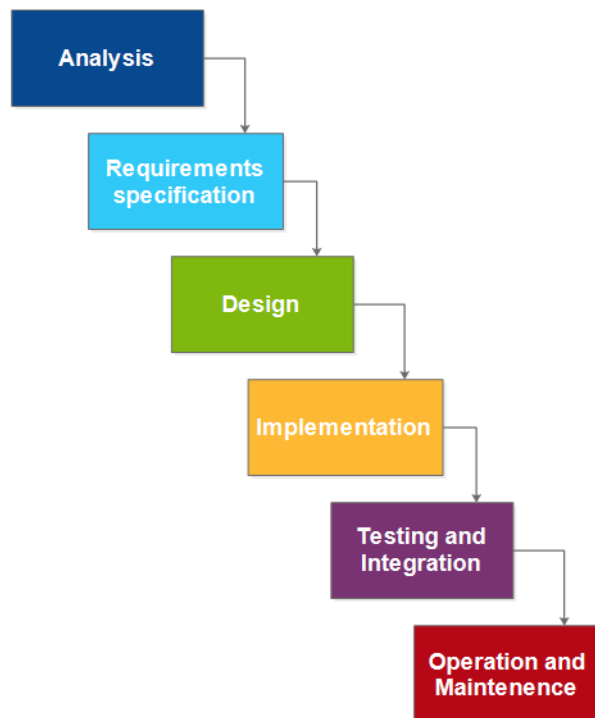 Analysis
Requirements
specification
Design
Implementation
Testing and
Integration
Operation and
Maintenence